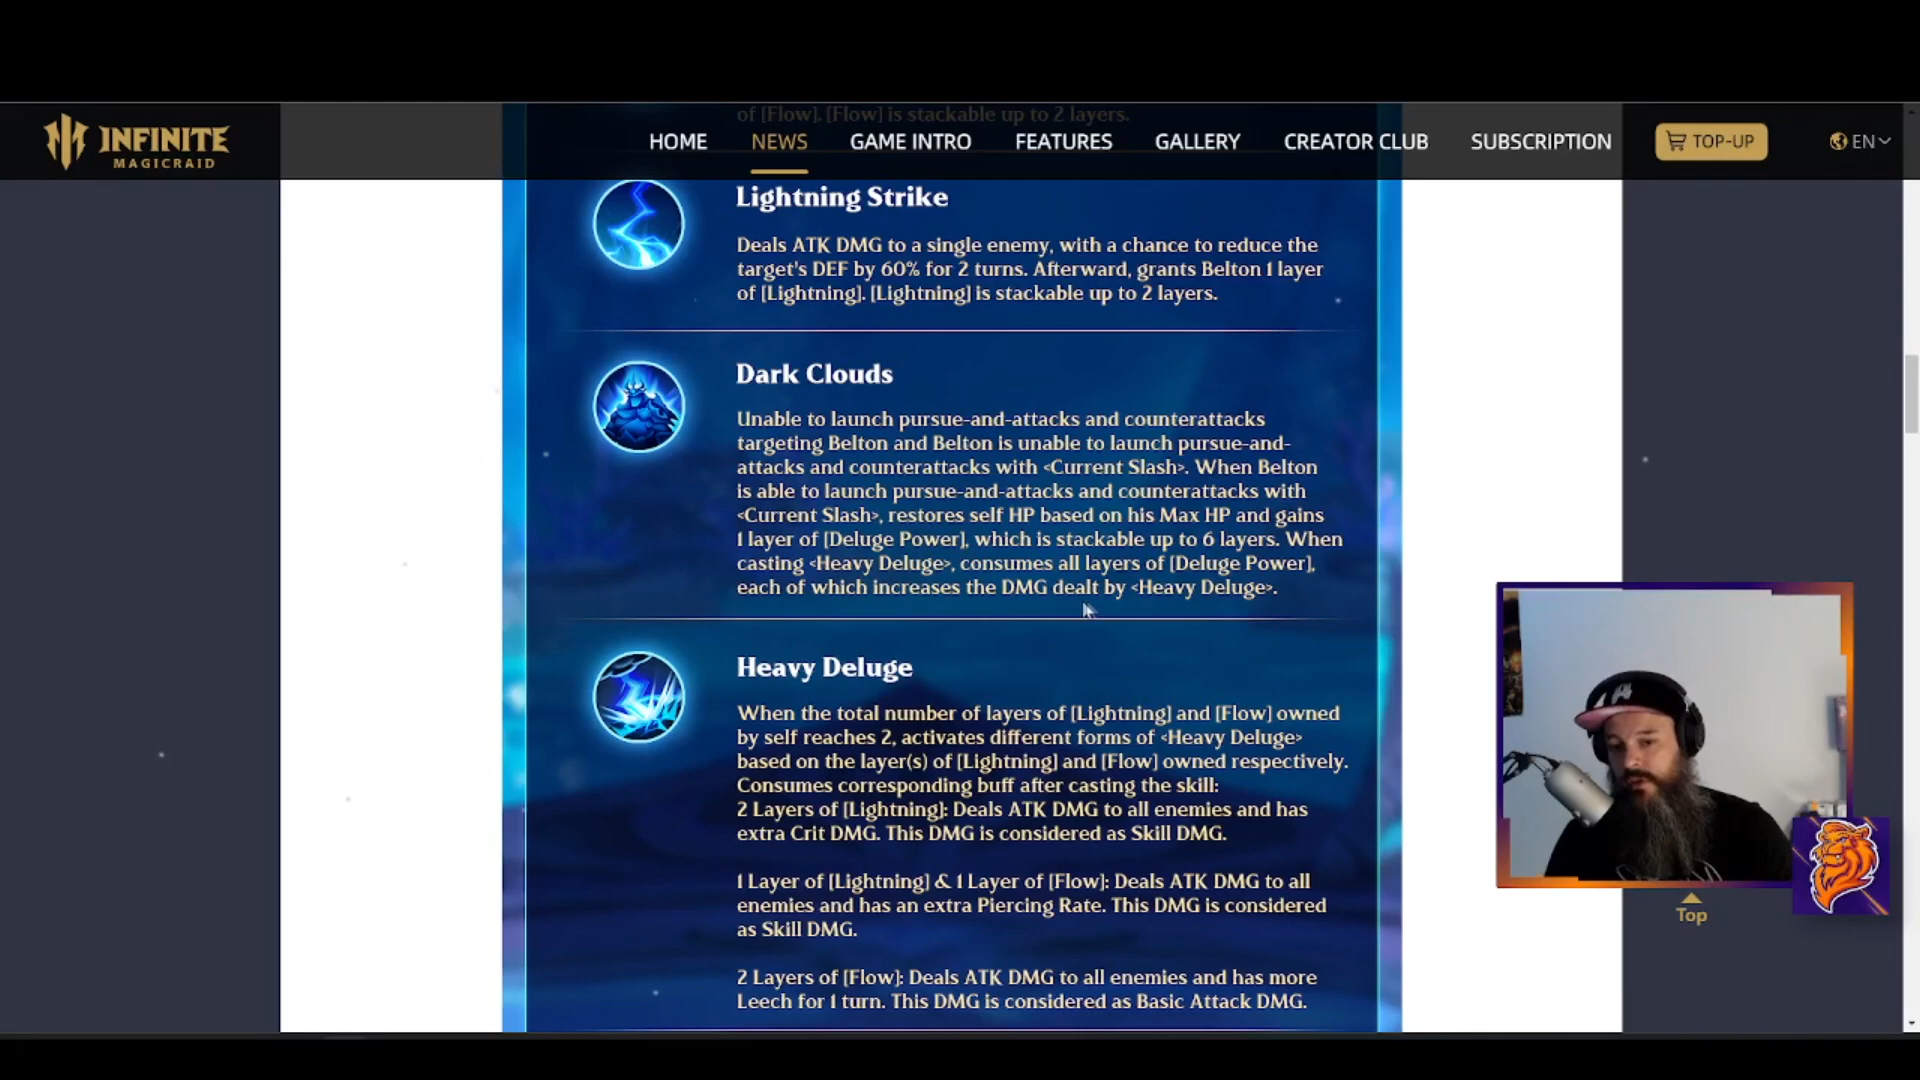 of [Flow]. [Flow] is stackable up to 2 layers.
INFINITE
MAGICRAID
HOME
NEWS
GAME INTRO
FEATURES
GALLERY
CREATOR CLUB
SUBSCRIPTION
TOP-UP
EN
Lightning Strike
Deals ATK DMG to a single enemy, with a chance to reduce the
target's DEF by 60% for 2 turns. Afterward, grants Belton 1 layer
of [Lightning]. [Lightning] is stackable up to 2 layers.
Dark Clouds
Unable to launch pursue-and-attacks and counterattacks
targeting Belton and Belton is unable to launch pursue-and-
attacks and counterattacks with <Current Slash>. When Belton
is able to launch pursue-and-attacks and counterattacks with
<Current Slash>, restores self HP based on his Max HP and gains
1 layer of [Deluge Power], which is stackable up to 6 layers. When
casting <Heavy Deluge>, consumes all layers of [Deluge Power],
each of which increases the DMG dealt by <Heavy Deluge>.
Heavy Deluge
When the total number of layers of [Lightning] and [Flow] owned
by self reaches 2, activates different forms of <Heavy Deluge>
based on the layer(s) of [Lightning] and [Flow] owned respectively.
Consumes corresponding buff after casting the skill:
2 Layers of [Lightning]: Deals ATK DMG to all enemies and has
extra Crit DMG. This DMG is considered as Skill DMG.
1 Layer of [Lightning] & 1 Layer of [Flow]: Deals ATK DMG to all
enemies and has an extra Piercing Rate. This DMG is considered
as Skill DMG.
2 Layers of [Flow]: Deals ATK DMG to all enemies and has more
Leech for 1 turn. This DMG is considered as Basic Attack DMG.
Top